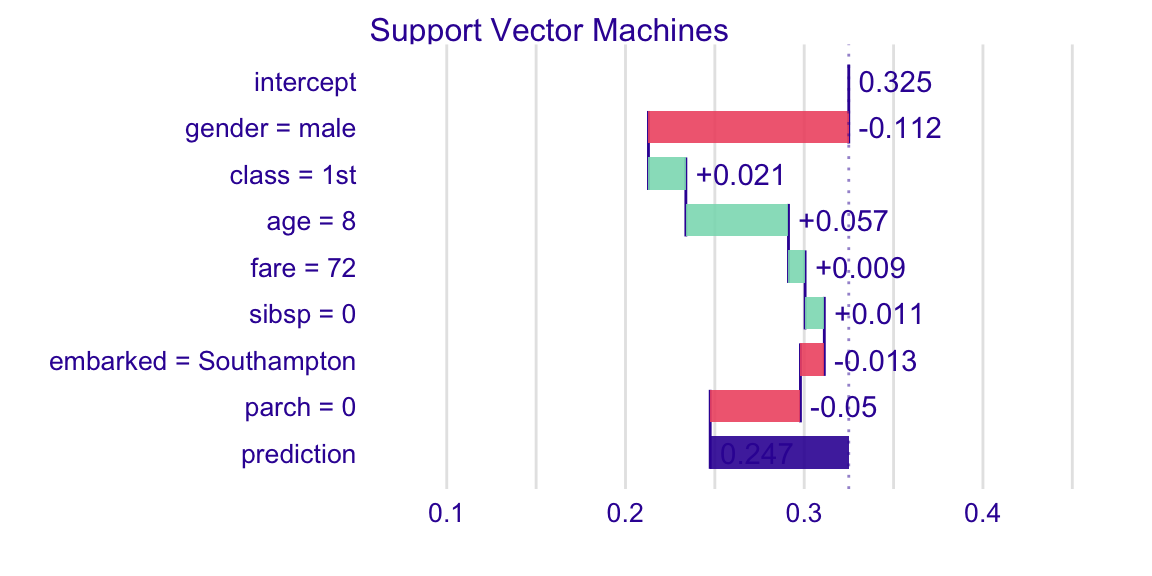 Support Vector Machines
intercept 0.325
gender = male -0.112
class = 1st +0.021
age = 8 +0.057
fare = 72 +0.009
sibsp = 0 +0.011
embarked = Southampton -0.013
parch = 0 -0.05
prediction 0.247
0.1 0.2 0.3 0.4